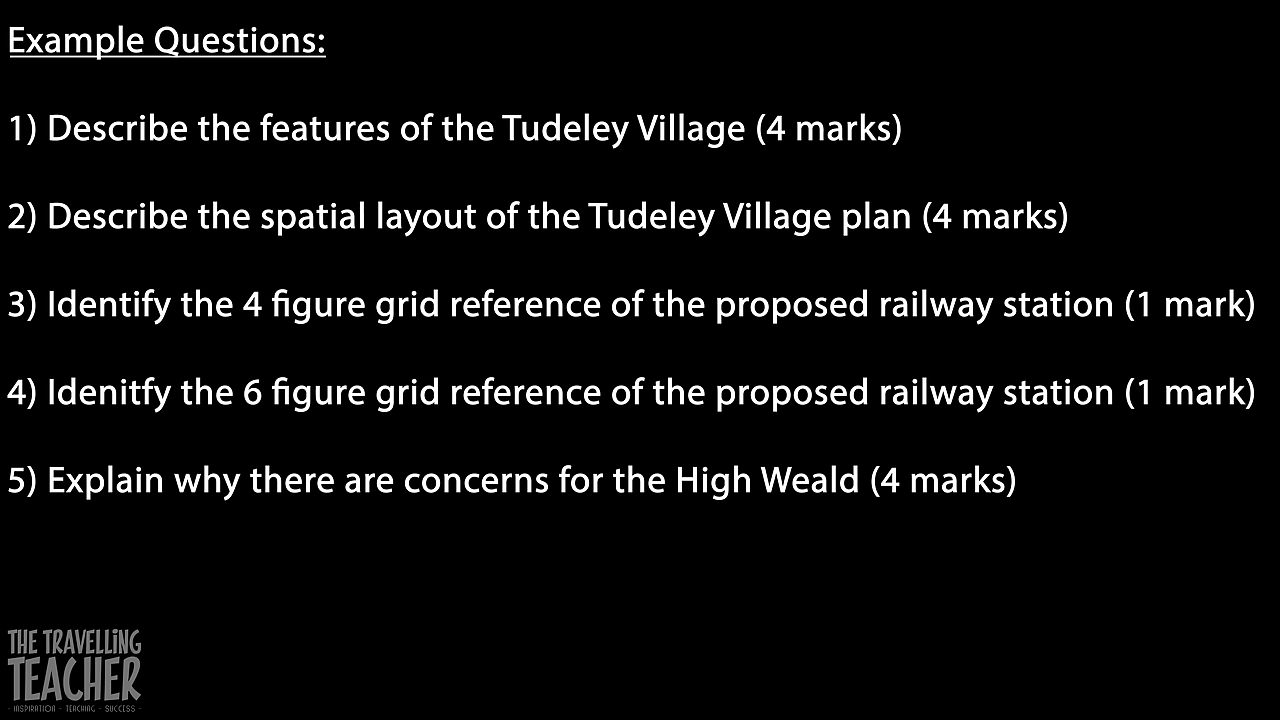 Example Questions:
1) Describe the features of the Tudeley Village (4 marks)
2) Describe the spatial layout of the Tudeley Village plan (4 marks)
3) Identify the 4 figure grid reference of the proposed railway station (1 mark)
4) Idenitfy the 6 figure grid reference of the proposed railway station (1 mark)
5) Explain why there are concerns for the High Weald (4 marks)
THE TRAVELLiNG
TEACHER
- INSPIRATION - TEACHING - SUCCESS -